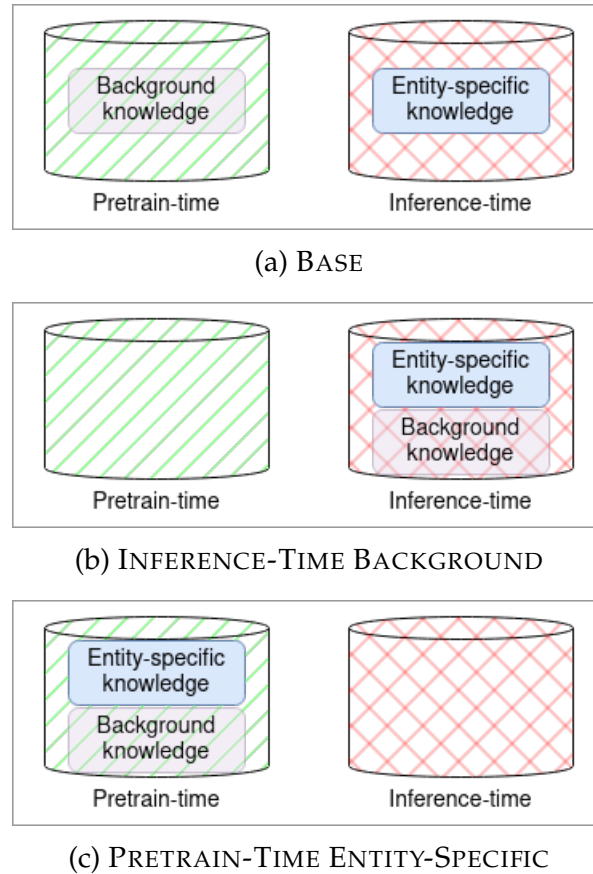 Background
knowledge
Entity-specific
knowledge
Pretrain-time
Inference-time
(a) BASE
Entity-specific
knowledge
Background
knowledge
Pretrain-time
Inference-time
(b) INFERENCE-TIME BACKGROUND
Entity-specific
knowledge
Background
knowledge
Pretrain-time
Inference-time
(c) PRETRAIN-TIME ENTITY-SPECIFIC